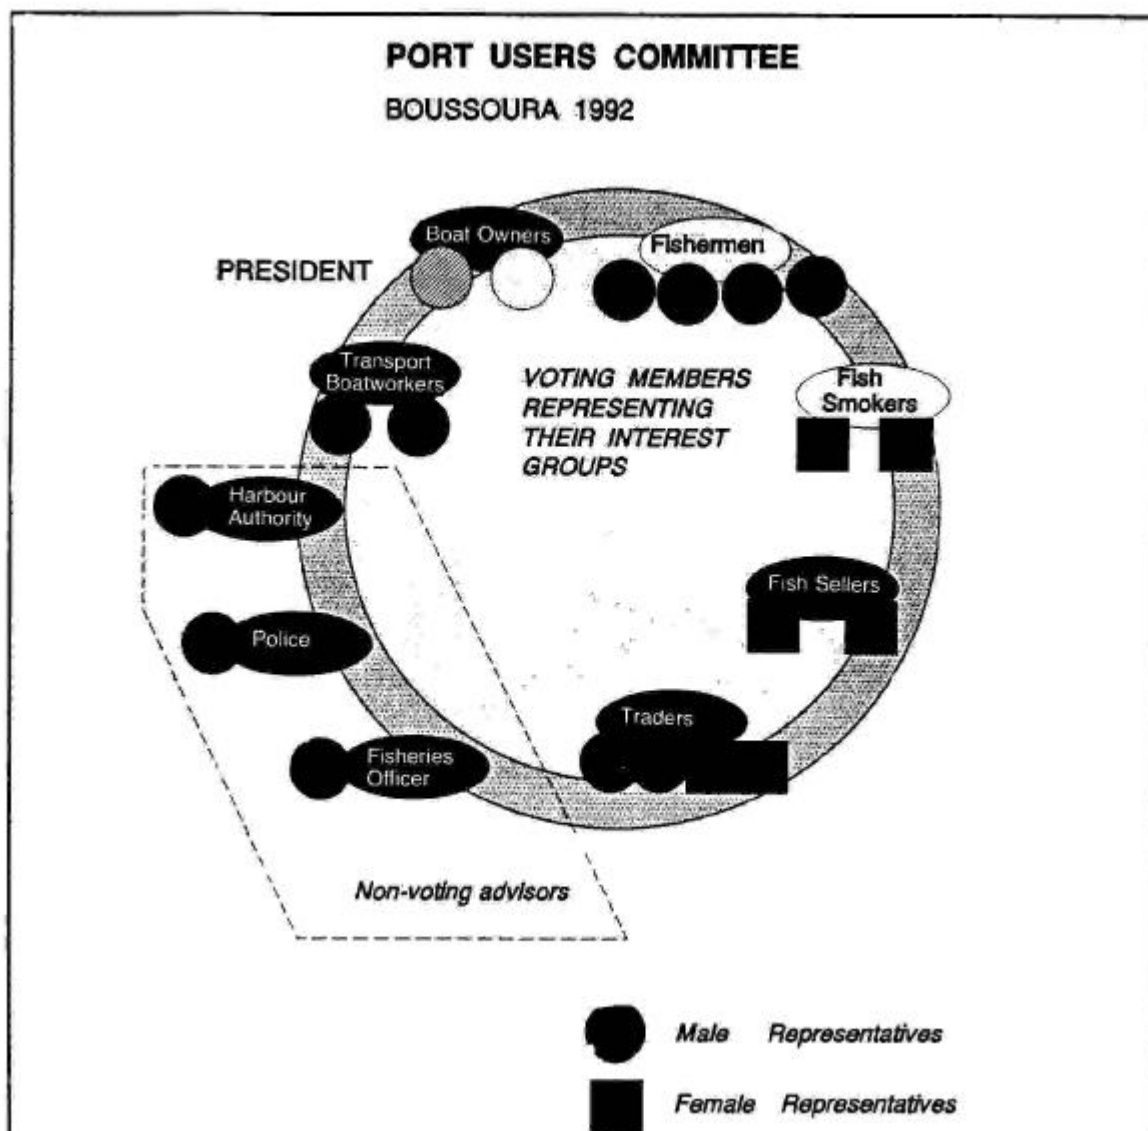 PORT USERS COMMITTEE
BOUSSOURA 1992
Boat Owners
Fishermen
PRESIDENT
Transport
Boatworkers
VOTING MEMBERS
REPRESENTING
THEIR INTEREST
GROUPS
Fish
Smokers
Harbour
Authority
Fish Sellers
Police
Traders
Fisheries
Officer
Non-voting advisors
Male Representatives
Female Representatives